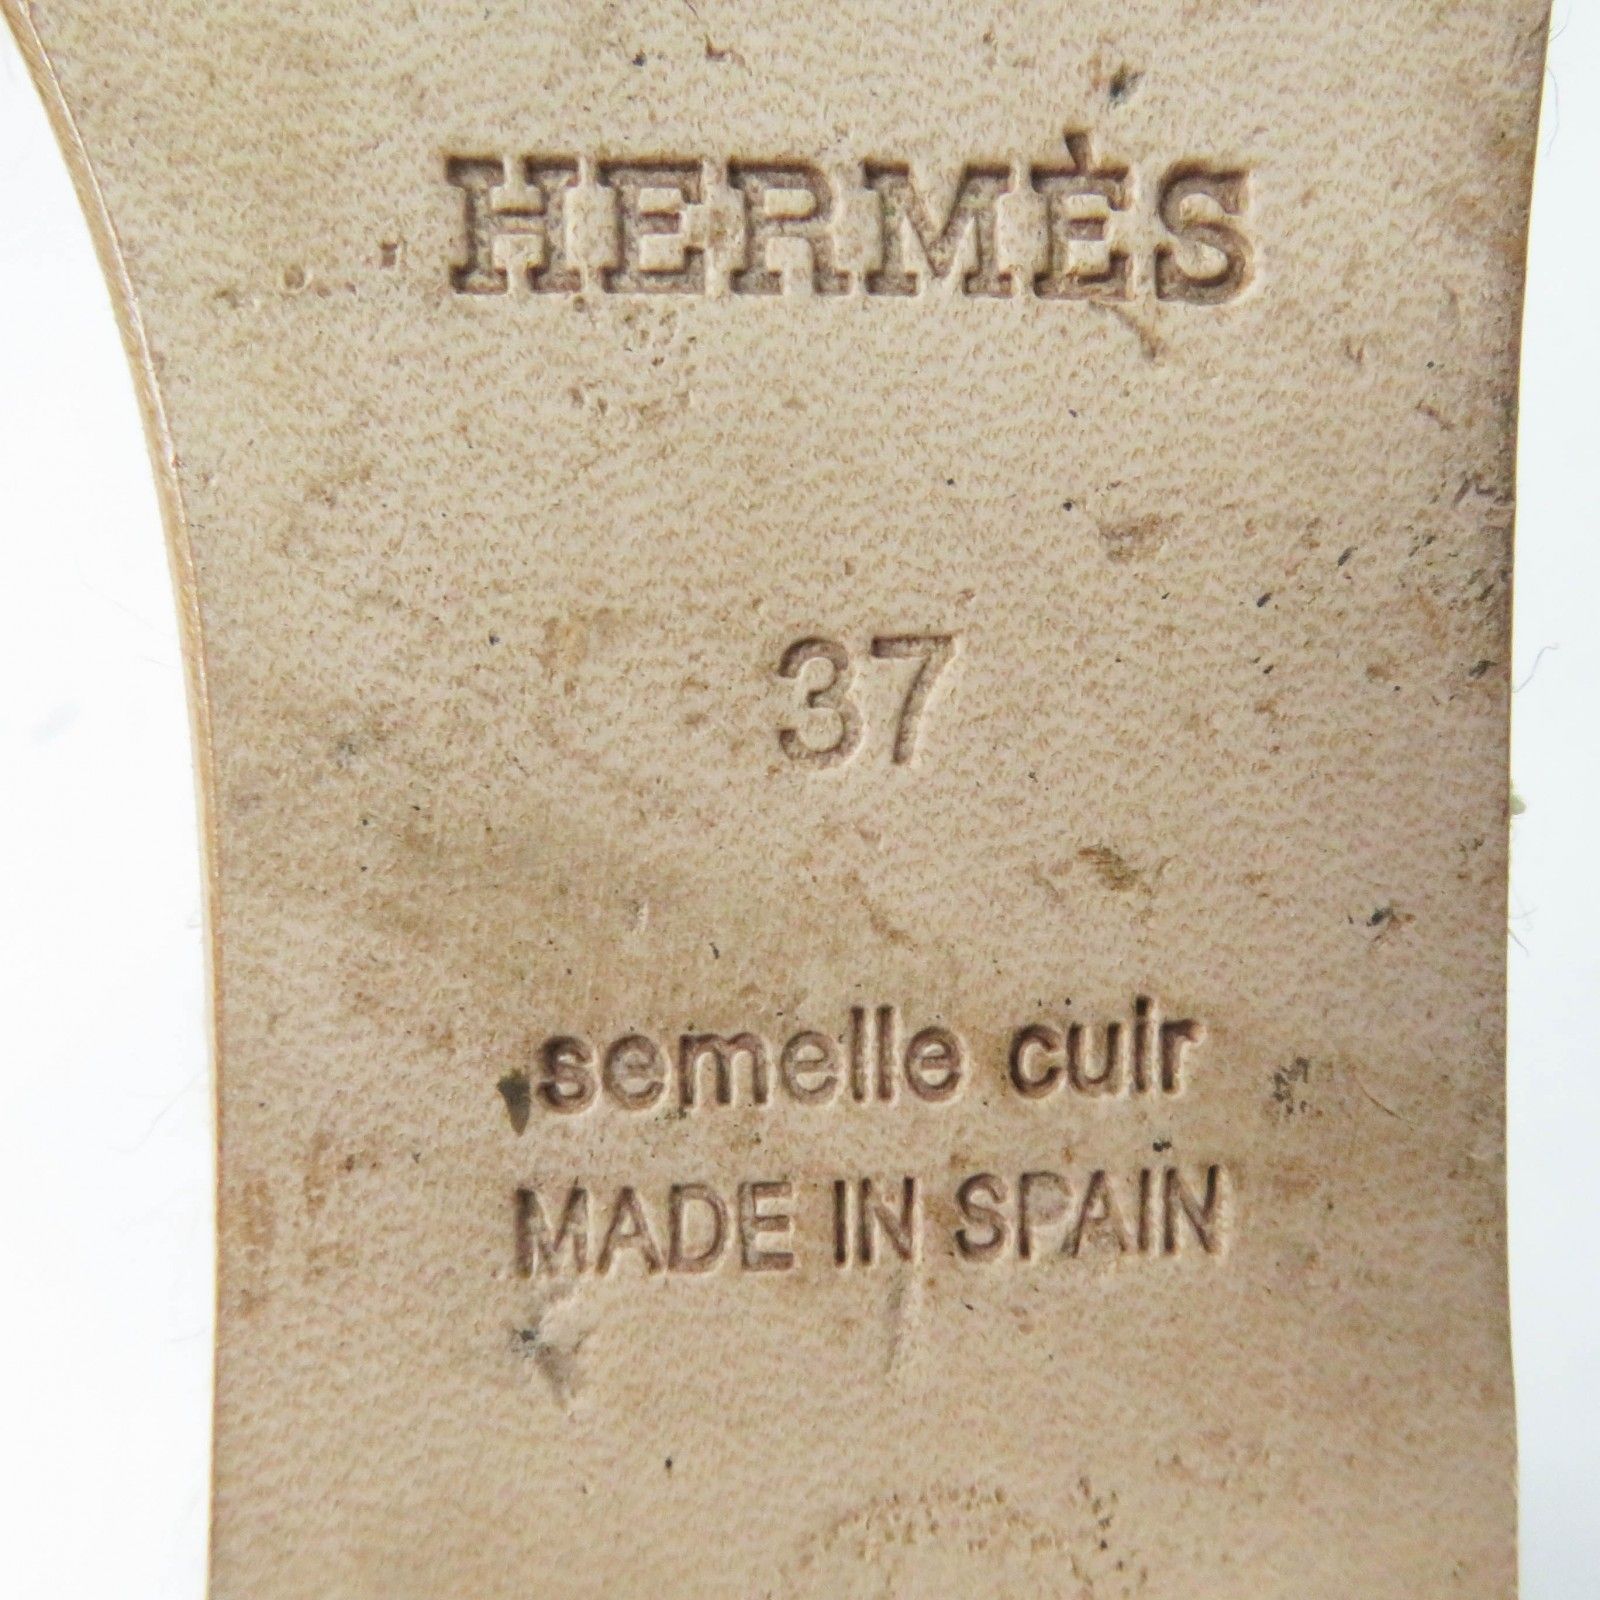 HERMÈS
37
semelle cuir
MADE IN SPAIN